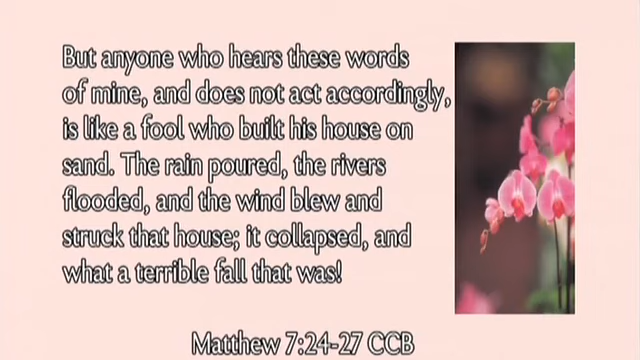 But anyone who hears these words
of mine, and does not act accordingly,
is like a fool who built his house on
sand. The rain poured, the rivers
flooded, and the wind blew and
struck that house; it collapsed, and
what a terrible fall that was!
Matthew 7:24-27 CCB